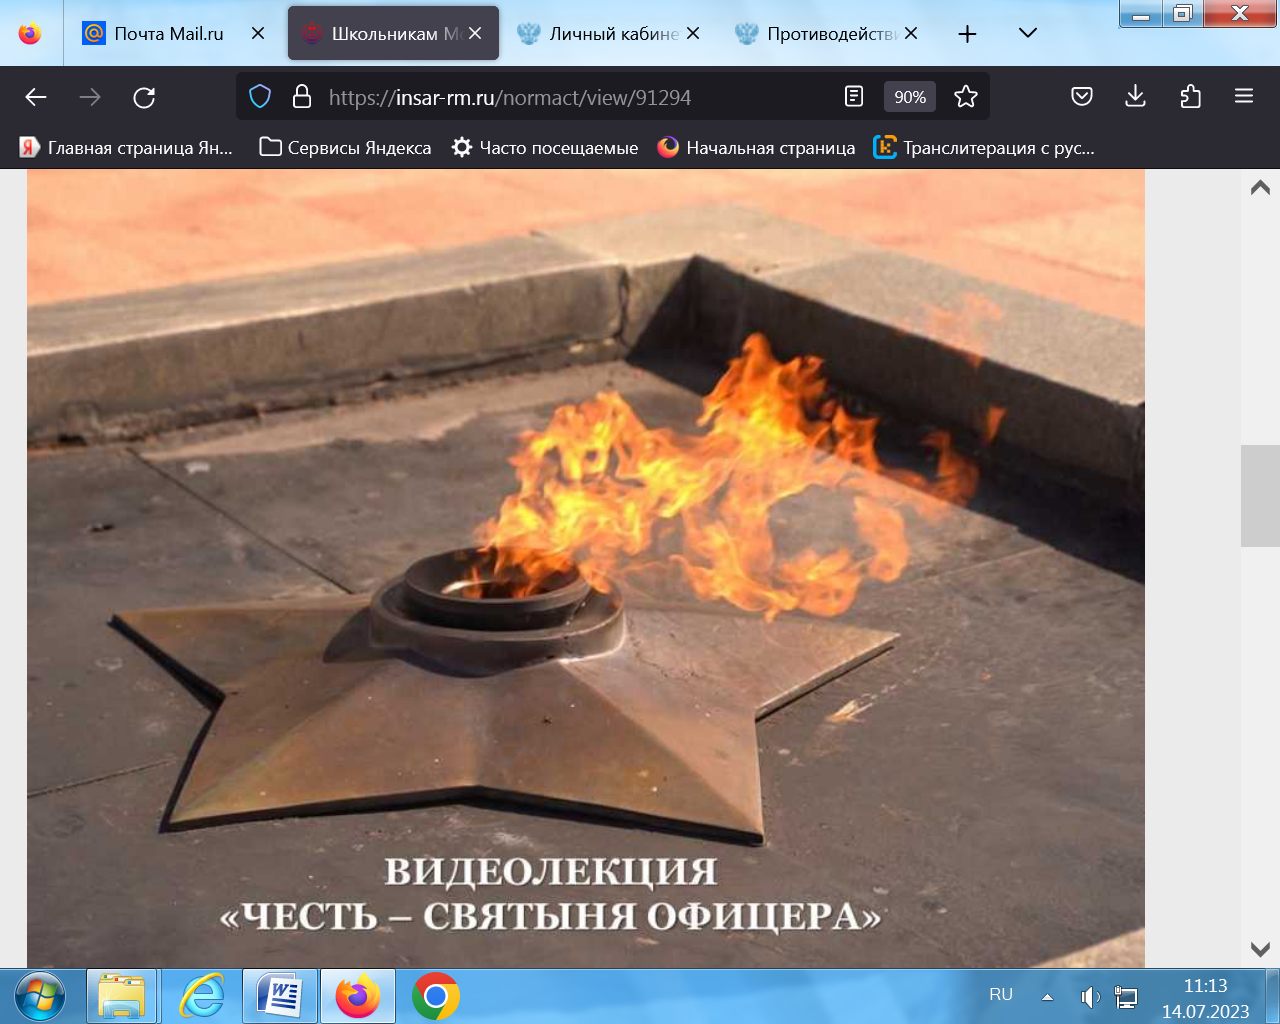 Почта Mail.ru
Школьникам М
Личный кабине
Противодействи
https://insar-rm.ru/normact/view/91294
90%
Главная страница Ян...
Сервисы Яндекса
Часто посещаемые
Начальная страница
Транслитерация с рус...
ВИДЕОЛЕКЦИЯ
«ЧЕСТЬ – СВЯТЫНЯ ОФИЦЕРА»
RU
11:13
14.07.2023